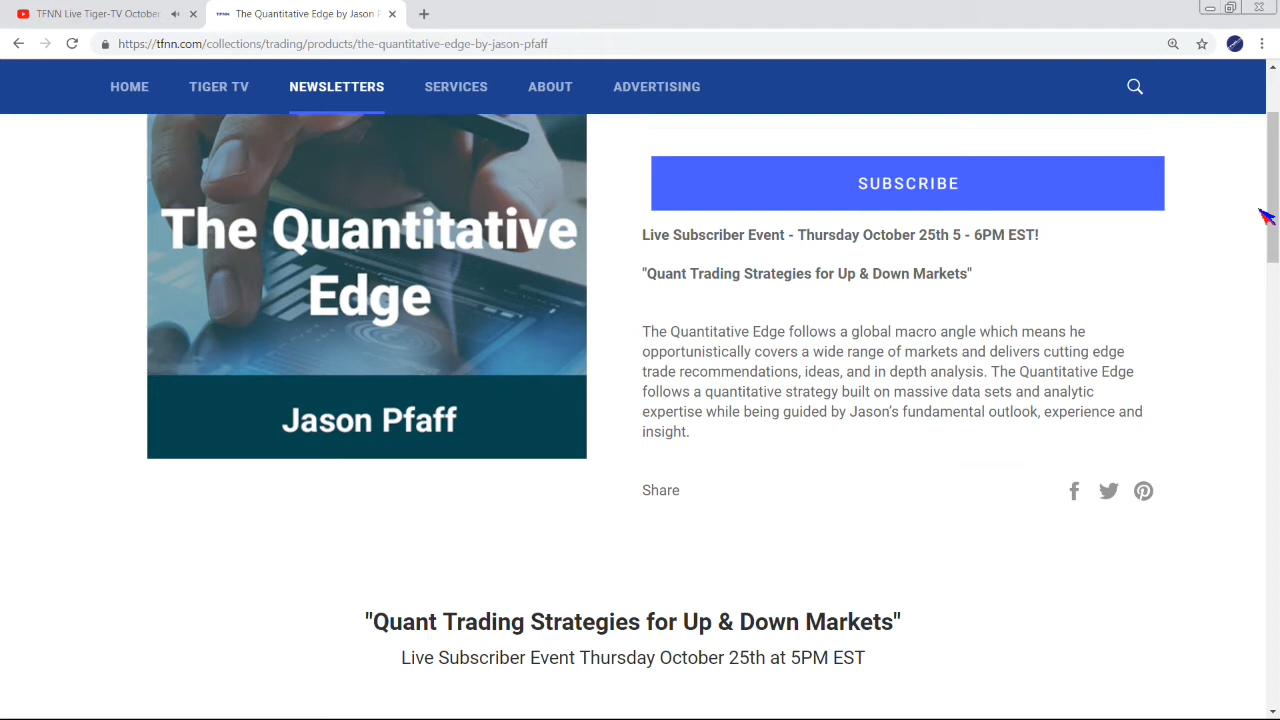 TFNN Live Tiger-TV October
The Quantitative Edge by Jason P
https://tfnn.com/collections/trading/products/the-quantitative-edge-by-jason-pfaff
HOME TIGER TV NEWSLETTERS SERVICES ABOUT ADVERTISING
The Quantitative
Edge
Jason Pfaff
SUBSCRIBE
Live Subscriber Event - Thursday October 25th 5 - 6PM EST!
"Quant Trading Strategies for Up & Down Markets"
The Quantitative Edge follows a global macro angle which means he
opportunistically covers a wide range of markets and delivers cutting edge
trade recommendations, ideas, and in depth analysis. The Quantitative Edge
follows a quantitative strategy built on massive data sets and analytic
expertise while being guided by Jason's fundamental outlook, experience and
insight.
Share
"Quant Trading Strategies for Up & Down Markets"
Live Subscriber Event Thursday October 25th at 5PM EST